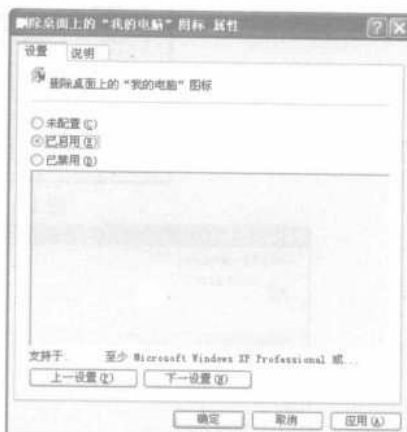 删除桌面上的“我的电脑”图标 属性
设置 说明
删除桌面上的“我的电脑”图标
未配置(C)
已启用(E)
已禁用(D)
支持于: 至少 Microsoft Windows XP Professional 或...
上一设置(P) 下一设置(N)
确定 取消 应用(A)